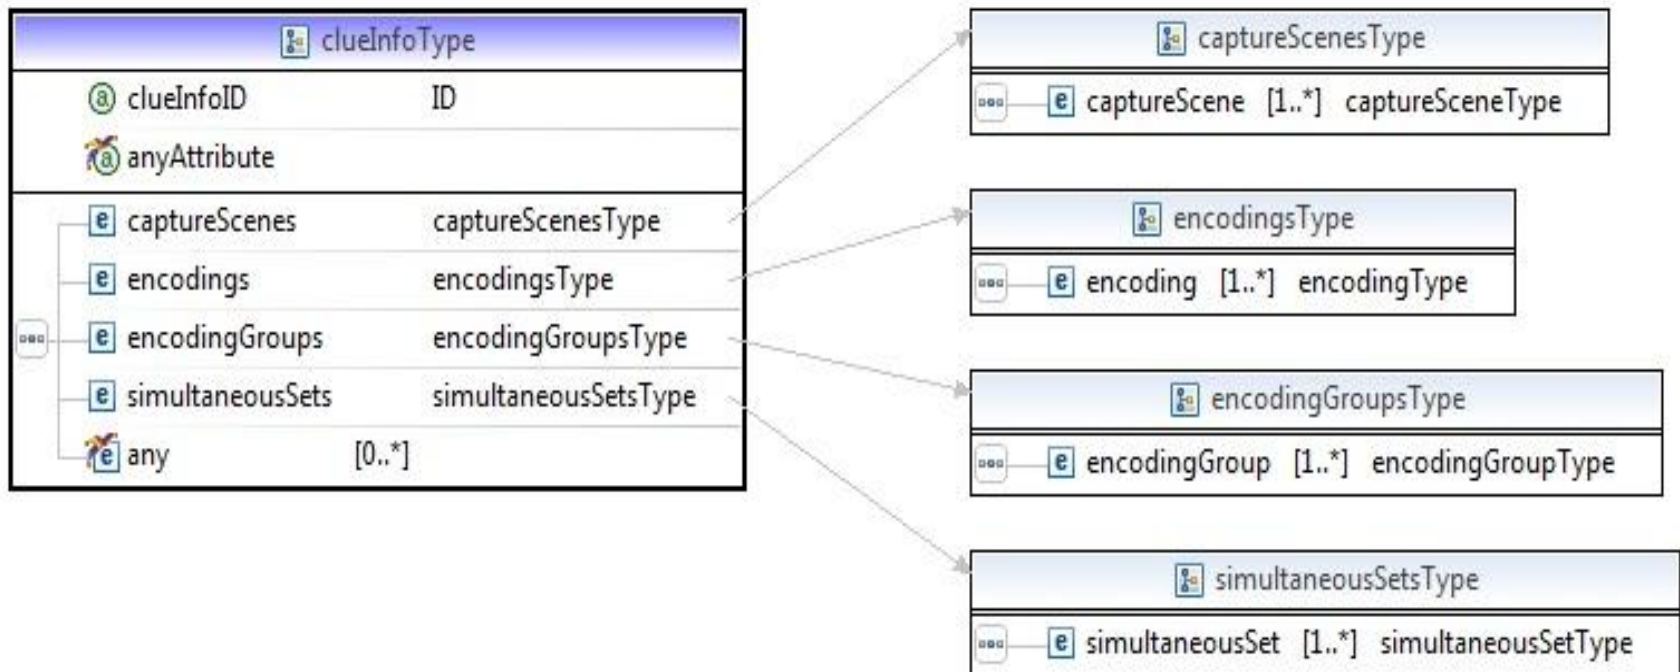 clueInfoType
clueInfoID ID
anyAttribute
captureScenes captureScenesType
encodings encodingsType
encodingGroups encodingGroupsType
simultaneousSets simultaneousSetsType
any [0..*]
captureScenesType
captureScene [1..*] captureSceneType
encodingsType
encoding [1..*] encodingType
encodingGroupsType
encodingGroup [1..*] encodingGroupType
simultaneousSetsType
simultaneousSet [1..*] simultaneousSetType